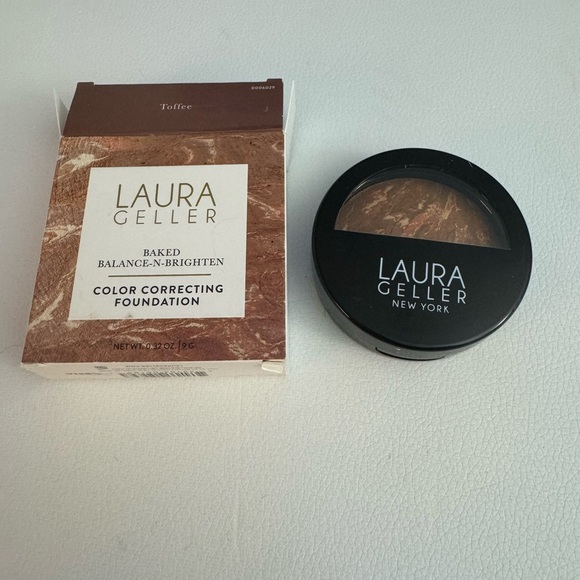 Toffee
0006029
LAURA
GELLER
BAKED
BALANCE-N-BRIGHTEN
COLOR CORRECTING
FOUNDATION
NET WT. 0.32 OZ. | 9 G
LAURA
GELLER
NEW YORK